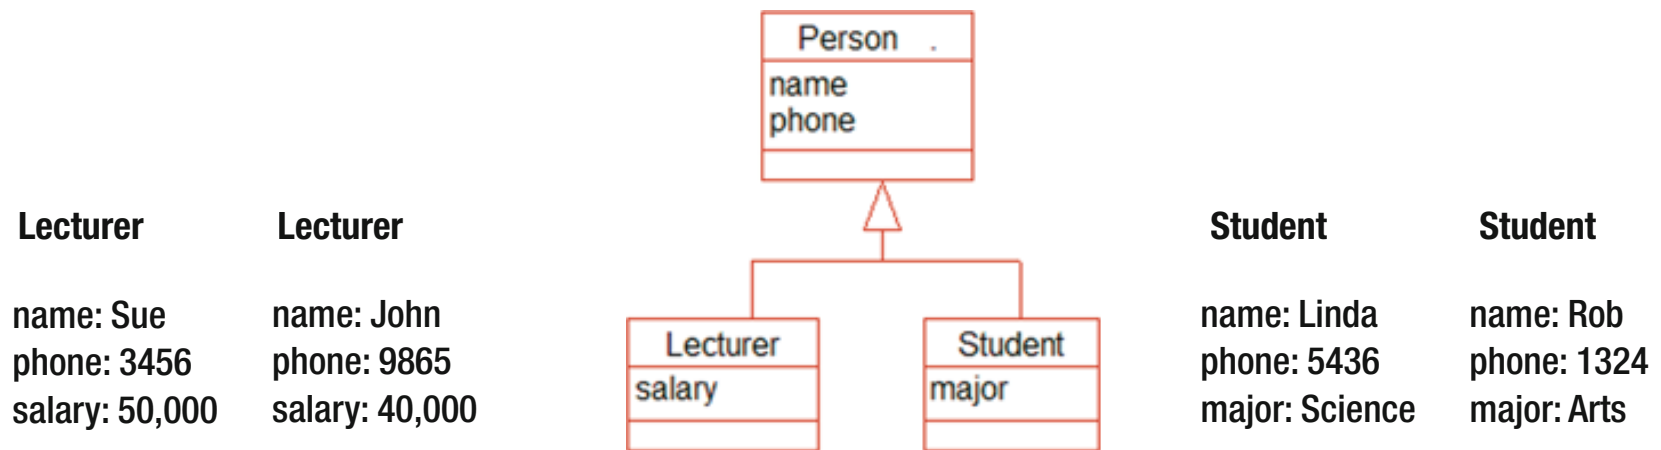 Person .
name
phone
Lecturer
name: Sue
phone: 3456
salary: 50,000
Lecturer
name: John
phone: 9865
salary: 40,000
Lecturer
salary
Student
major
Student
name: Linda
phone: 5436
major: Science
Student
name: Rob
phone: 1324
major: Arts